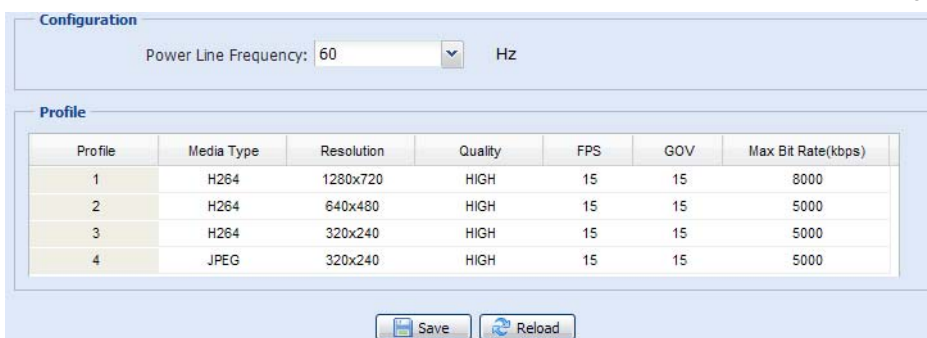 Configuration
Power Line Frequency: 60 Hz
Profile
Profile Media Type Resolution Quality FPS GOV Max Bit Rate(kbps)
1 H264 1280x720 HIGH 15 15 8000
2 H264 640x480 HIGH 15 15 5000
3 H264 320x240 HIGH 15 15 5000
4 JPEG 320x240 HIGH 15 15 5000
Save Reload